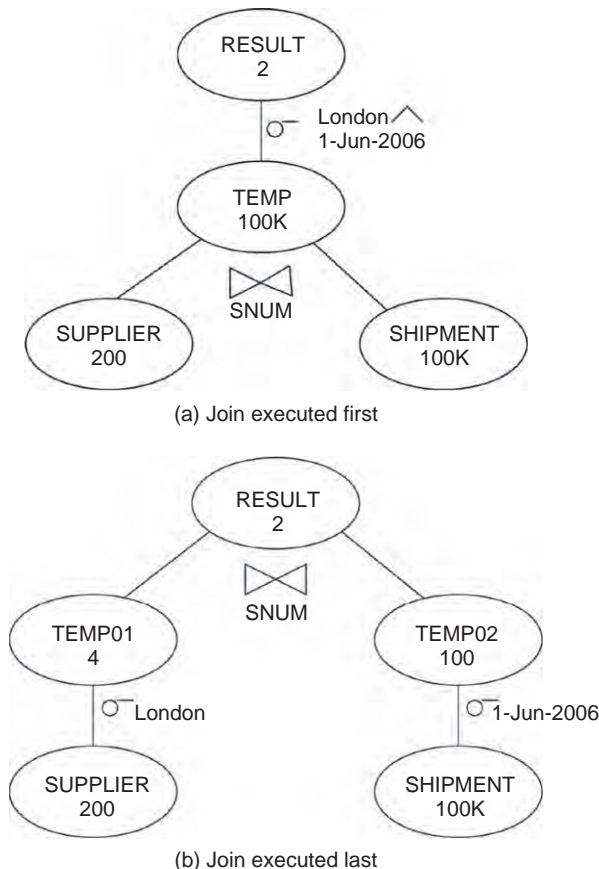 RESULT
2
σ London ∧
1-Jun-2006
TEMP
100K
⋈
SNUM
SUPPLIER
200
SHIPMENT
100K
(a) Join executed first
RESULT
2
⋈
SNUM
TEMP01
4
TEMP02
100
σ London
σ 1-Jun-2006
SUPPLIER
200
SHIPMENT
100K
(b) Join executed last